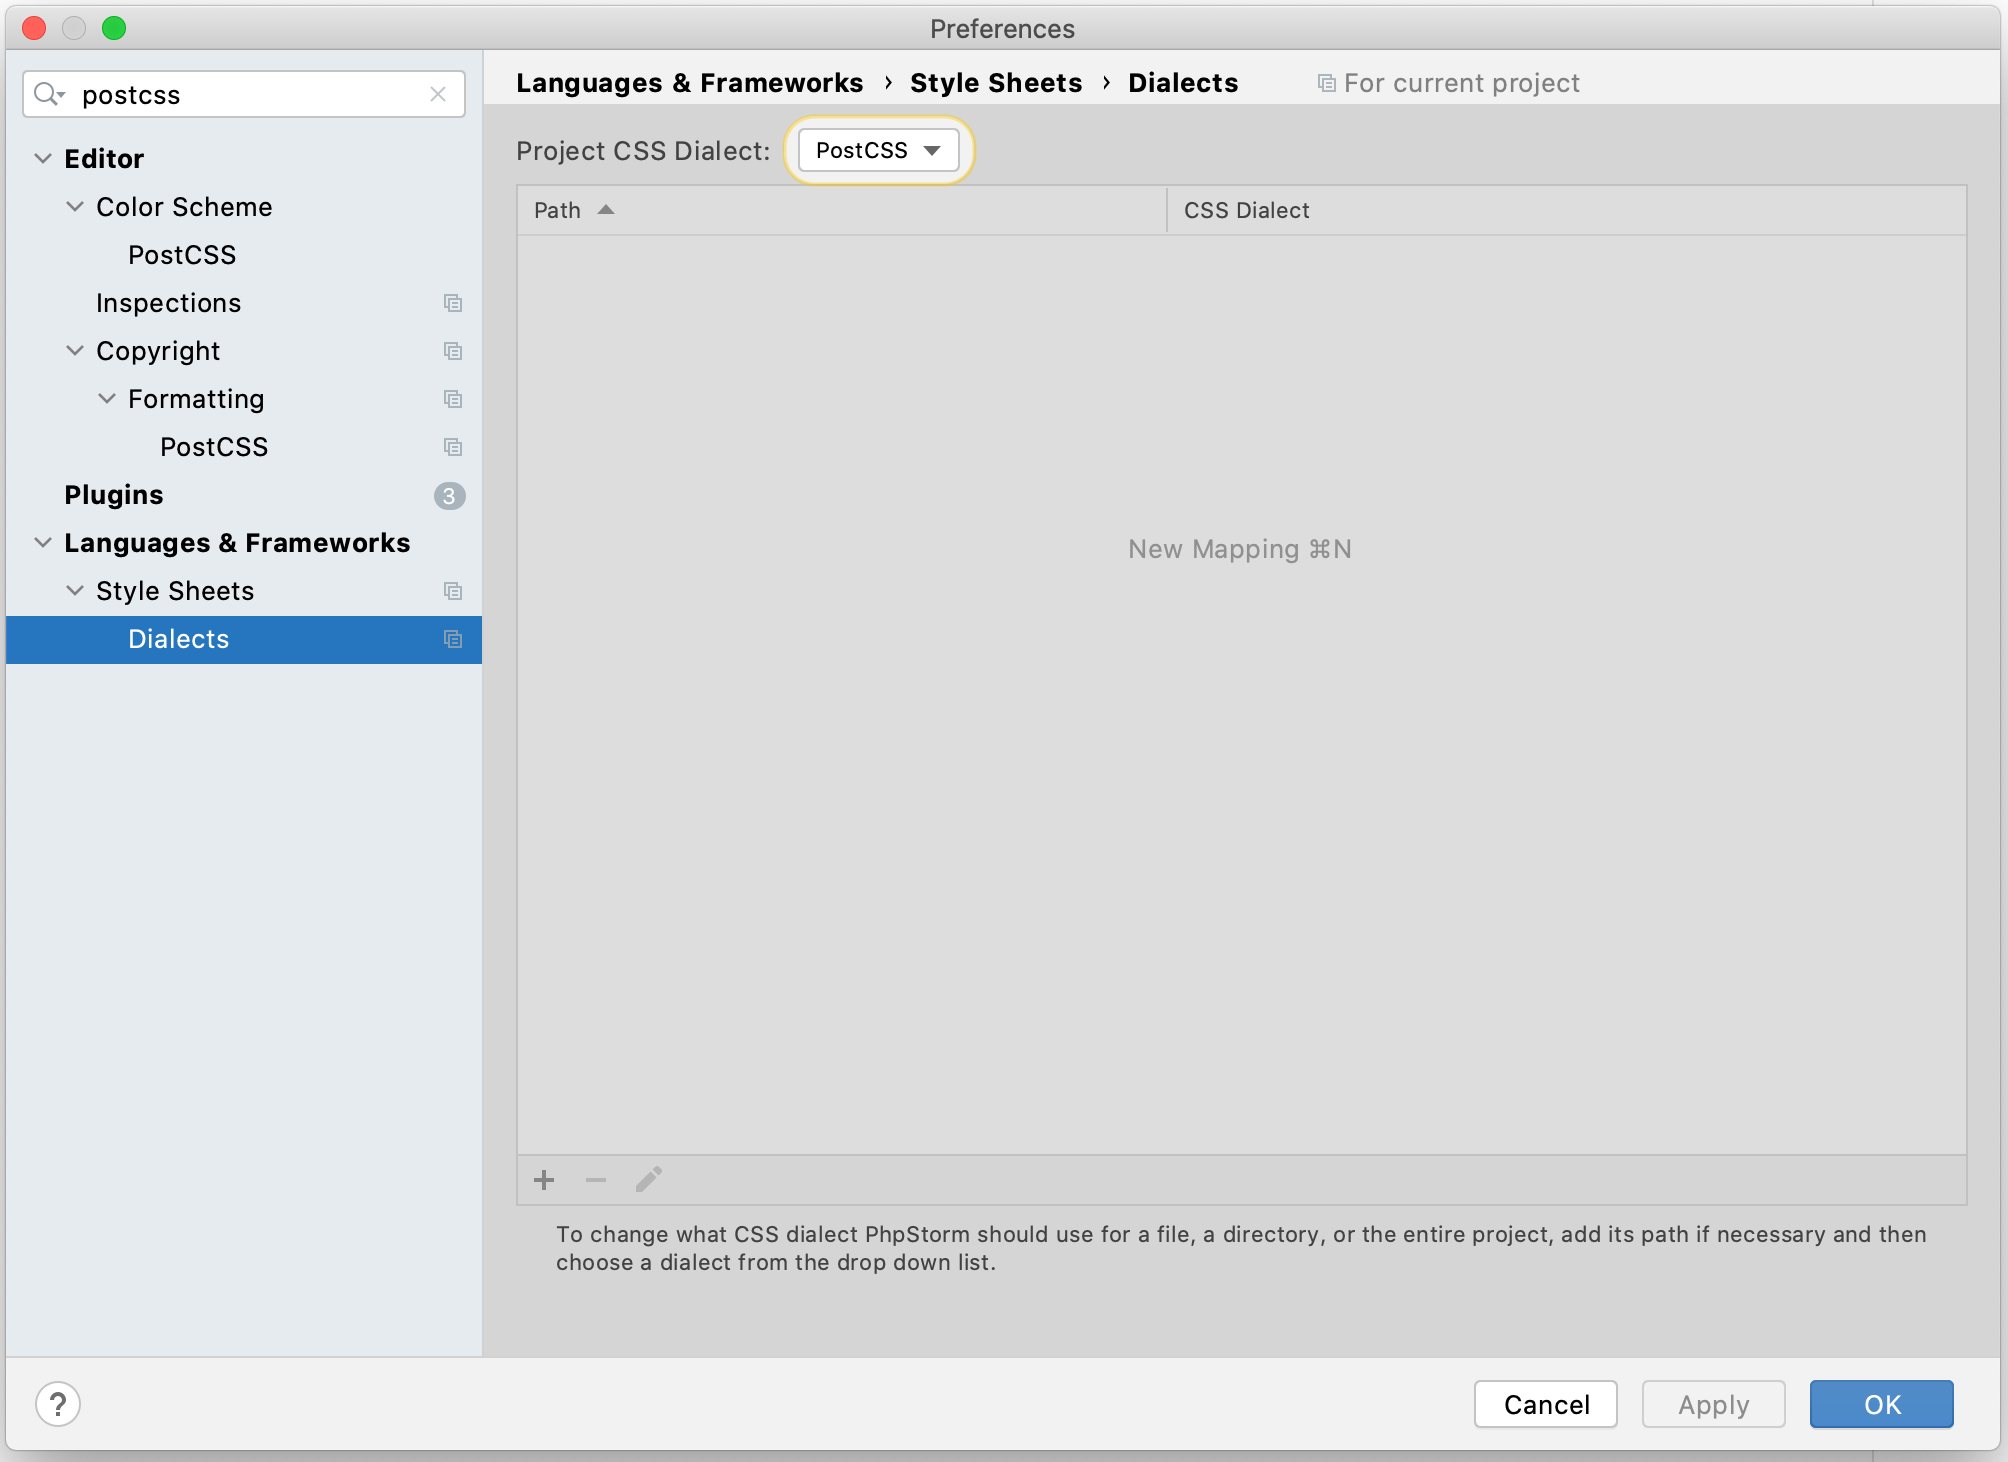 Preferences
postcss
Editor
Color Scheme
PostCSS
Inspections
Copyright
Formatting
PostCSS
Plugins 3
Languages & Frameworks
Style Sheets
Dialects
Languages & Frameworks › Style Sheets › Dialects For current project
Project CSS Dialect: PostCSS
Path CSS Dialect
New Mapping ⌘N
To change what CSS dialect PhpStorm should use for a file, a directory, or the entire project, add its path if necessary and then
choose a dialect from the drop down list.
? Cancel Apply OK